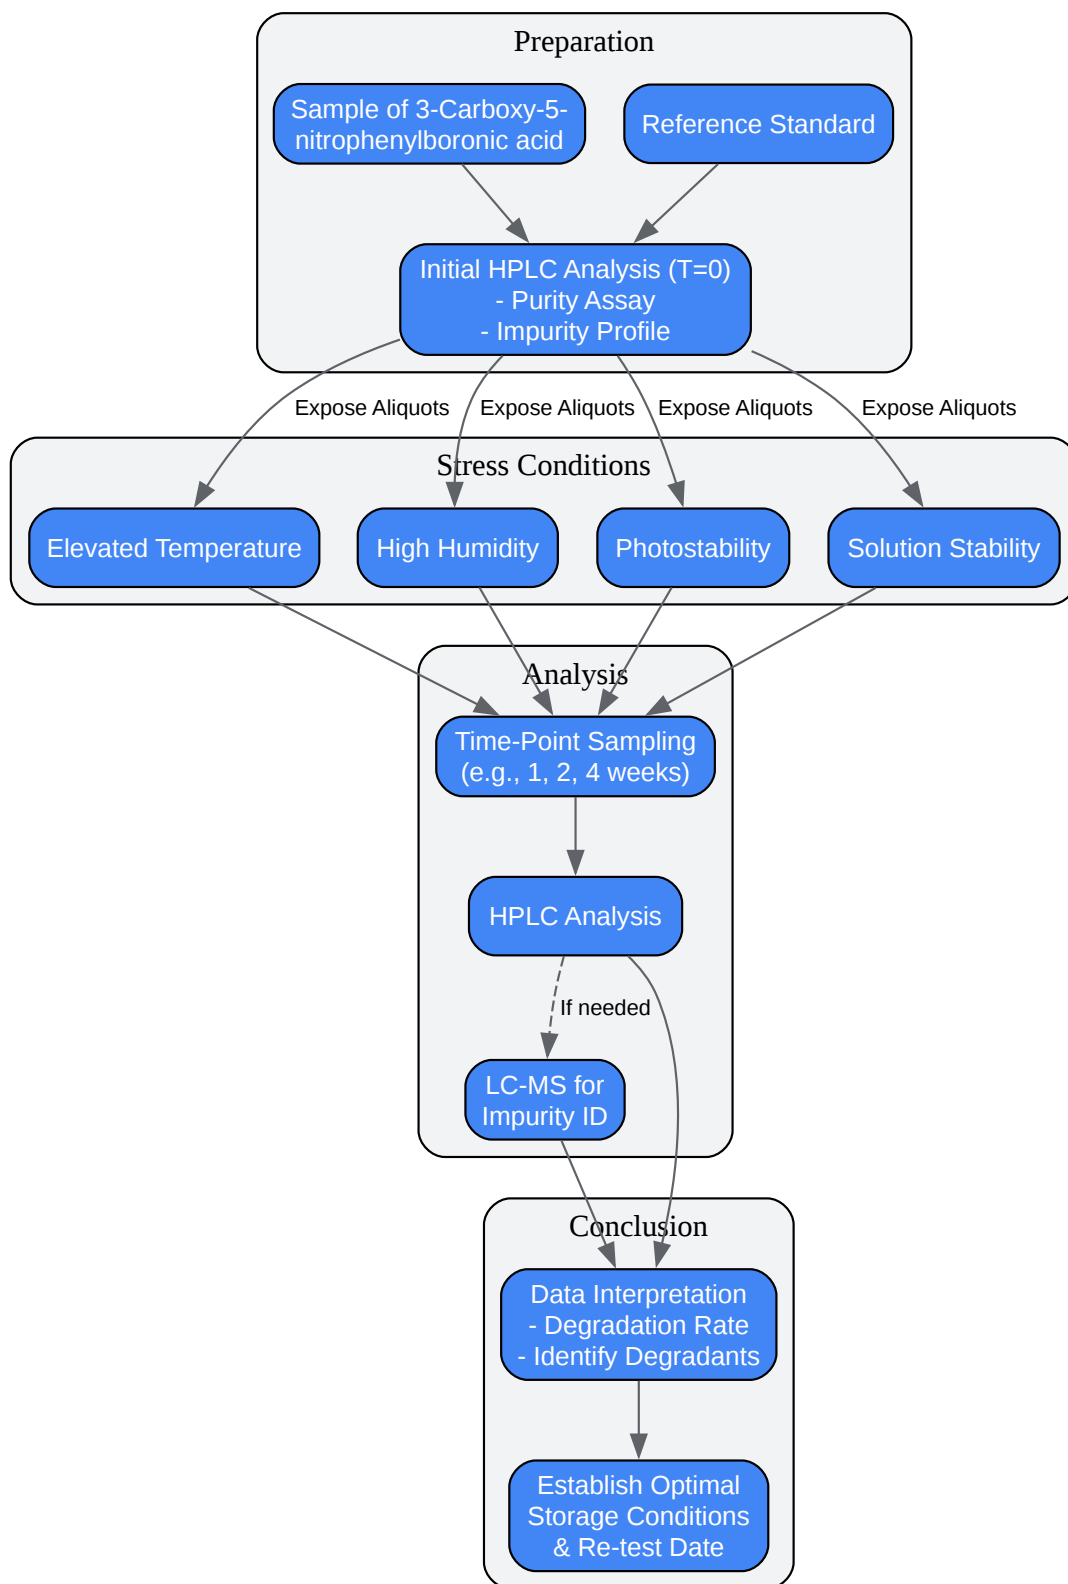 Preparation
Sample of 3-Carboxy-5-
nitrophenylboronic acid
Reference Standard
Initial HPLC Analysis (T=0)
- Purity Assay
- Impurity Profile
Expose Aliquots
Expose Aliquots
Expose Aliquots
Expose Aliquots
Stress Conditions
Elevated Temperature
High Humidity
Photostability
Solution Stability
Analysis
Time-Point Sampling
(e.g., 1, 2, 4 weeks)
HPLC Analysis
If needed
LC-MS for
Impurity ID
Conclusion
Data Interpretation
- Degradation Rate
- Identify Degradants
Establish Optimal
Storage Conditions
& Re-test Date